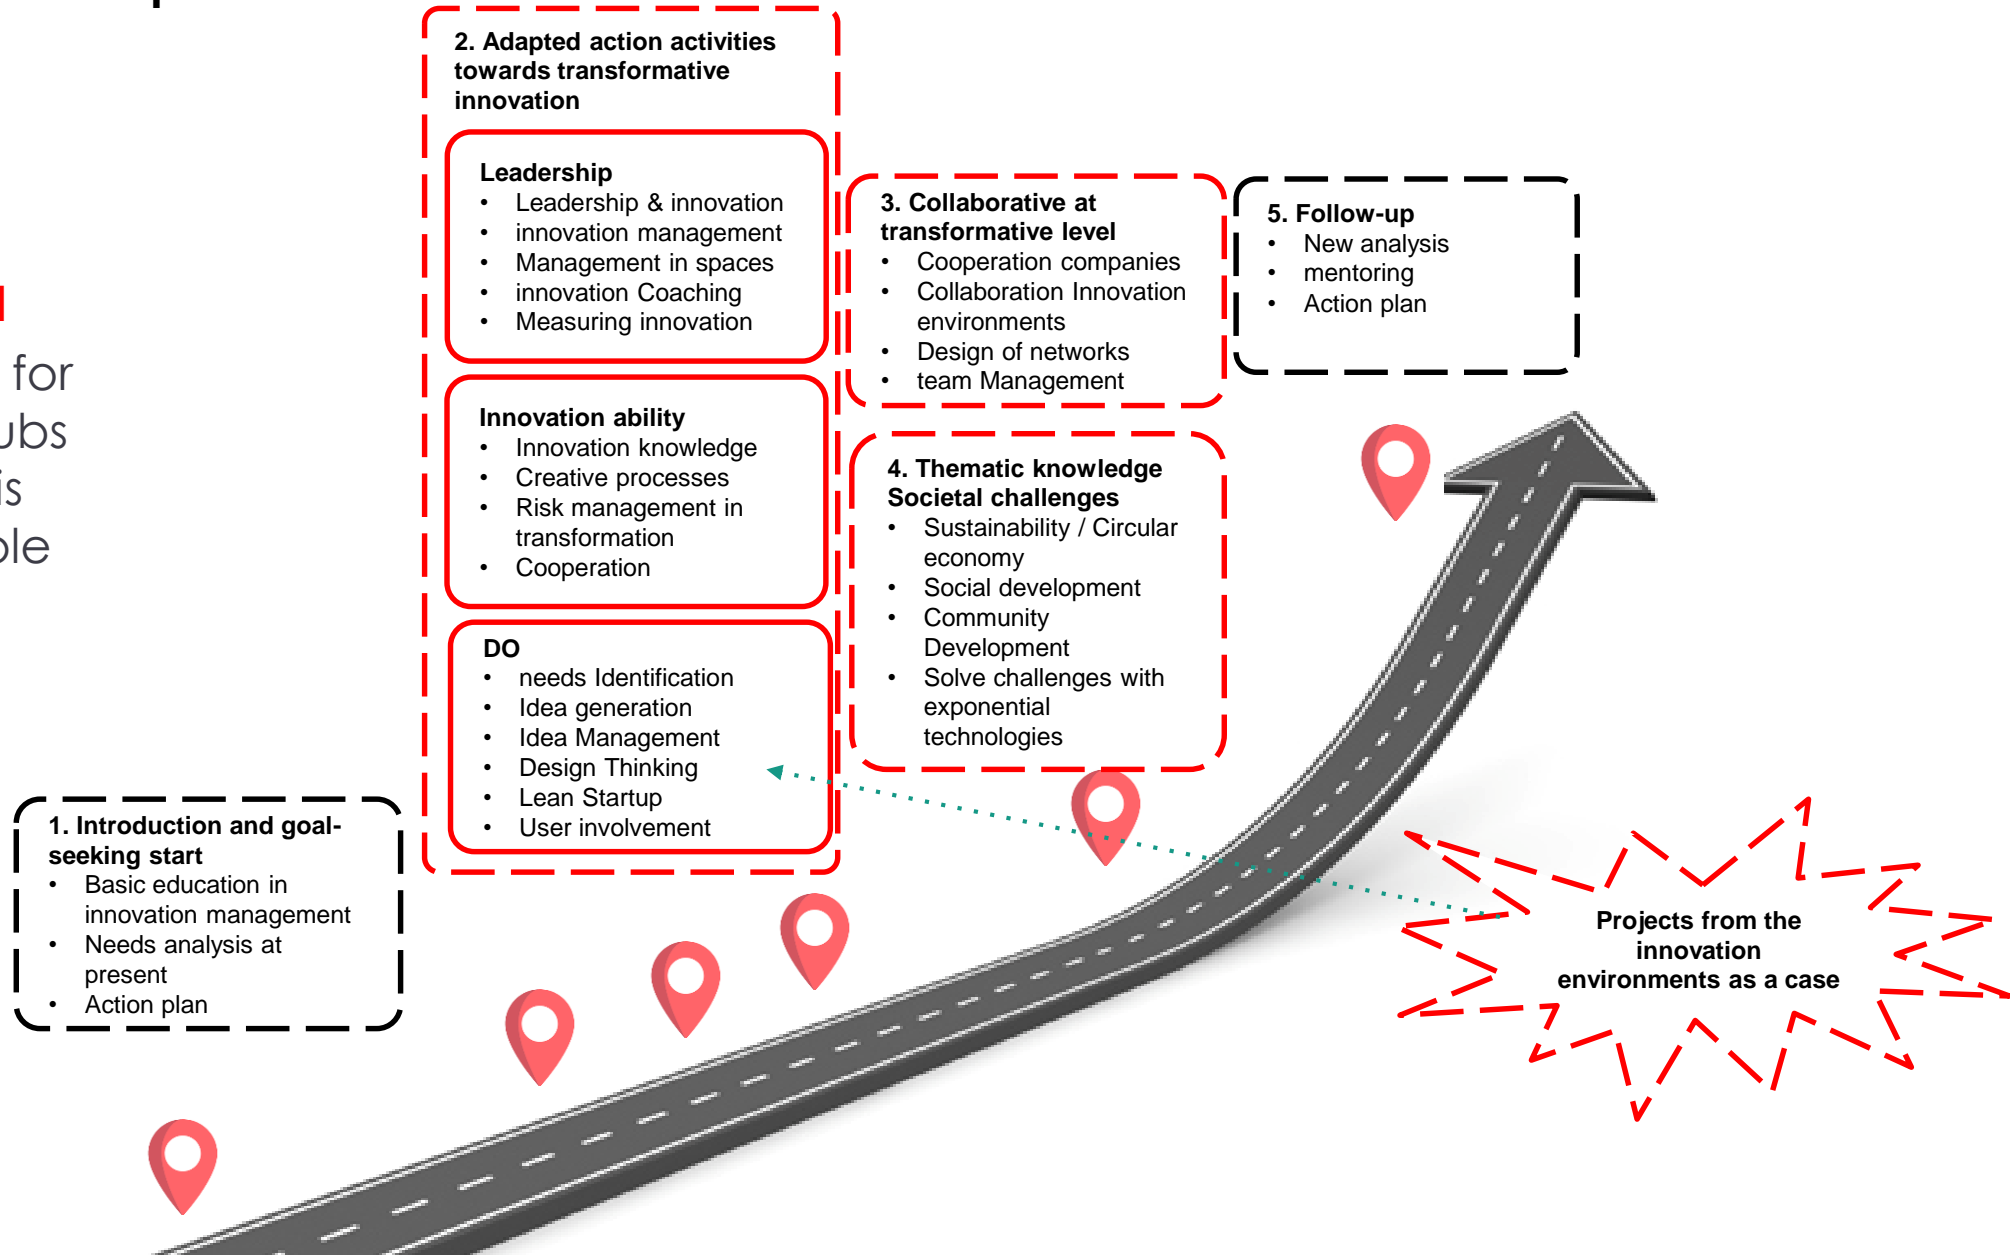 for
is
1. Introduction and goal-
seeking start
• Basic education in
innovation management
• Needs analysis at
present
• Action plan
2. Adapted action activities
towards transformative
innovation
Leadership
• Leadership & innovation
• innovation management
• Management in spaces
• innovation Coaching
• Measuring innovation
Innovation ability
• Innovation knowledge
• Creative processes
• Risk management in
transformation
• Cooperation
DO
• needs Identification
• Idea generation
• Idea Management
• Design Thinking
• Lean Startup
• User involvement
3. Collaborative at
transformative level
• Cooperation companies
• Collaboration Innovation
environments
• Design of networks
• team Management
4. Thematic knowledge
Societal challenges
• Sustainability / Circular
economy
• Social development
• Community
Development
• Solve challenges with
exponential
technologies
5. Follow-up
• New analysis
• mentoring
• Action plan
Projects from the
innovation
environments as a case